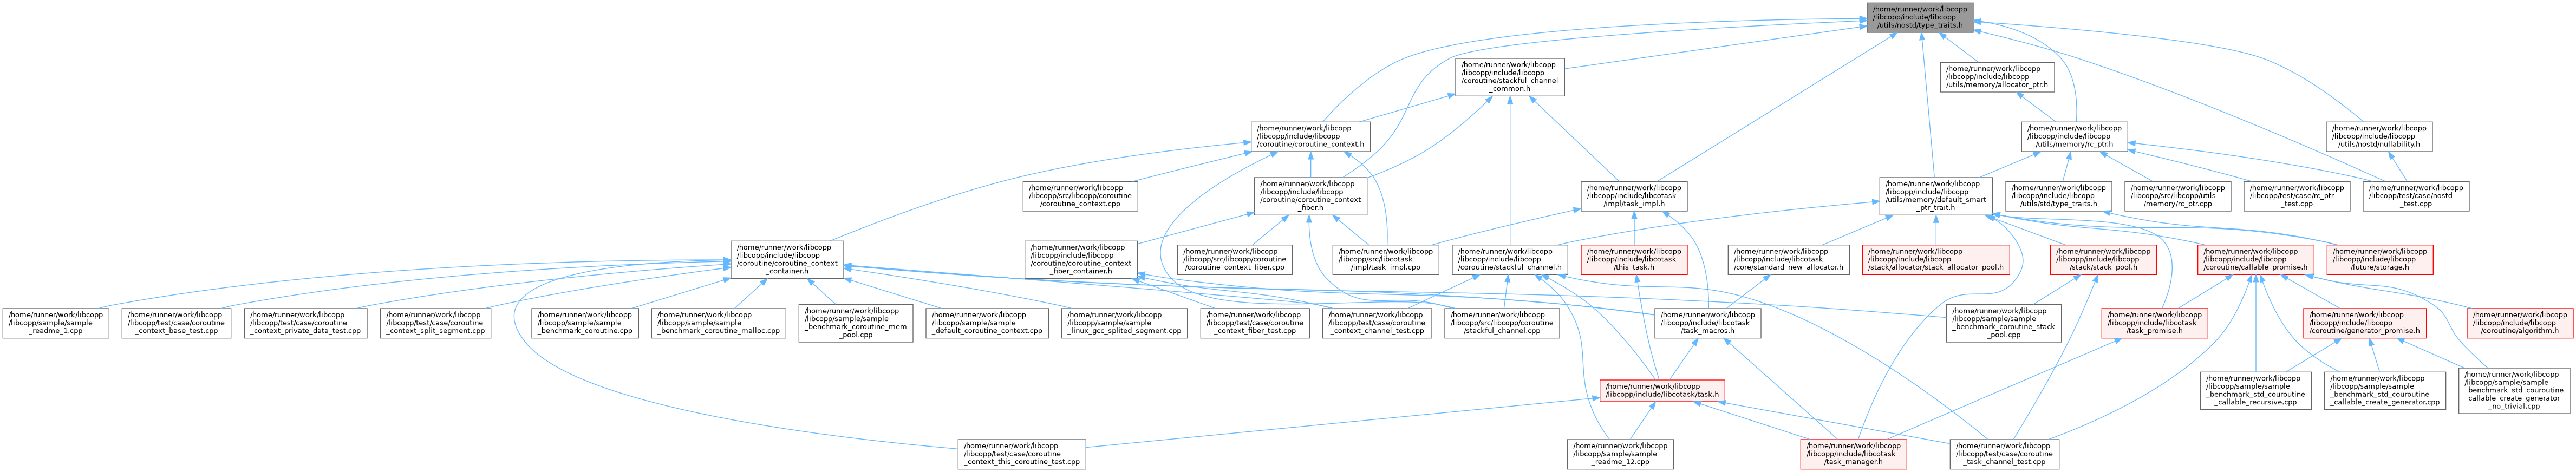 /home/runner/work/libcopp
/libcopp/include/libcopp
/utils/nostd/type_traits.h
/home/runner/work/libcopp
/libcopp/include/libcopp
/coroutine/stackful_channel
_common.h
/home/runner/work/libcopp
/libcopp/include/libcopp
/utils/memory/allocator_ptr.h
/home/runner/work/libcopp
/libcopp/include/libcopp
/coroutine/coroutine_context.h
/home/runner/work/libcopp
/libcopp/include/libcopp
/utils/memory/rc_ptr.h
/home/runner/work/libcopp
/libcopp/include/libcopp
/utils/nostd/nullability.h
/home/runner/work/libcopp
/libcopp/src/libcopp/coroutine
/coroutine_context.cpp
/home/runner/work/libcopp
/libcopp/include/libcopp
/coroutine/coroutine_context
_fiber.h
/home/runner/work/libcopp
/libcopp/include/libcotask
/impl/task_impl.h
/home/runner/work/libcopp
/libcopp/include/libcopp
/utils/memory/default_smart
_ptr_trait.h
/home/runner/work/libcopp
/libcopp/include/libcopp
/utils/std/type_traits.h
/home/runner/work/libcopp
/libcopp/src/libcopp/utils
/memory/rc_ptr.cpp
/home/runner/work/libcopp
/libcopp/test/case/rc_ptr
_test.cpp
/home/runner/work/libcopp
/libcopp/test/case/nostd
_test.cpp
/home/runner/work/libcopp
/libcopp/include/libcopp
/coroutine/coroutine_context
_container.h
/home/runner/work/libcopp
/libcopp/include/libcopp
/coroutine/coroutine_context
_fiber_container.h
/home/runner/work/libcopp
/libcopp/src/libcopp/coroutine
/coroutine_context_fiber.cpp
/home/runner/work/libcopp
/libcopp/src/libcotask
/impl/task_impl.cpp
/home/runner/work/libcopp
/libcopp/include/libcopp
/coroutine/stackful_channel.h
/home/runner/work/libcopp
/libcopp/include/libcotask
/this_task.h
/home/runner/work/libcopp
/libcopp/include/libcotask
/core/standard_new_allocator.h
/home/runner/work/libcopp
/libcopp/include/libcopp
/stack/allocator/stack_allocator_pool.h
/home/runner/work/libcopp
/libcopp/include/libcopp
/stack/stack_pool.h
/home/runner/work/libcopp
/libcopp/include/libcopp
/coroutine/callable_promise.h
/home/runner/work/libcopp
/libcopp/include/libcopp
/future/storage.h
/home/runner/work/libcopp
/libcopp/sample/sample
_readme_1.cpp
/home/runner/work/libcopp
/libcopp/test/case/coroutine
_context_base_test.cpp
/home/runner/work/libcopp
/libcopp/test/case/coroutine
_context_private_data_test.cpp
/home/runner/work/libcopp
/libcopp/test/case/coroutine
_context_split_segment.cpp
/home/runner/work/libcopp
/libcopp/sample/sample
_benchmark_coroutine.cpp
/home/runner/work/libcopp
/libcopp/sample/sample
_benchmark_coroutine_malloc.cpp
/home/runner/work/libcopp
/libcopp/sample/sample
_benchmark_coroutine_mem
_pool.cpp
/home/runner/work/libcopp
/libcopp/sample/sample
_default_coroutine_context.cpp
/home/runner/work/libcopp
/libcopp/sample/sample
_linux_gcc_splited_segment.cpp
/home/runner/work/libcopp
/libcopp/test/case/coroutine
_context_fiber_test.cpp
/home/runner/work/libcopp
/libcopp/test/case/coroutine
_context_channel_test.cpp
/home/runner/work/libcopp
/libcopp/src/libcopp/coroutine
/stackful_channel.cpp
/home/runner/work/libcopp
/libcopp/include/libcotask
/task_macros.h
/home/runner/work/libcopp
/libcopp/sample/sample
_benchmark_coroutine_stack
_pool.cpp
/home/runner/work/libcopp
/libcopp/include/libcotask
/task_promise.h
/home/runner/work/libcopp
/libcopp/include/libcopp
/coroutine/generator_promise.h
/home/runner/work/libcopp
/libcopp/include/libcopp
/coroutine/algorithm.h
/home/runner/work/libcopp
/libcopp/include/libcotask/task.h
/home/runner/work/libcopp
/libcopp/sample/sample
_benchmark_std_couroutine
_callable_recursive.cpp
/home/runner/work/libcopp
/libcopp/sample/sample
_benchmark_std_couroutine
_callable_create_generator.cpp
/home/runner/work/libcopp
/libcopp/sample/sample
_benchmark_std_couroutine
_callable_create_generator
_no_trivial.cpp
/home/runner/work/libcopp
/libcopp/test/case/coroutine
_context_this_coroutine_test.cpp
/home/runner/work/libcopp
/libcopp/sample/sample
_readme_12.cpp
/home/runner/work/libcopp
/libcopp/include/libcotask
/task_manager.h
/home/runner/work/libcopp
/libcopp/test/case/coroutine
_task_channel_test.cpp